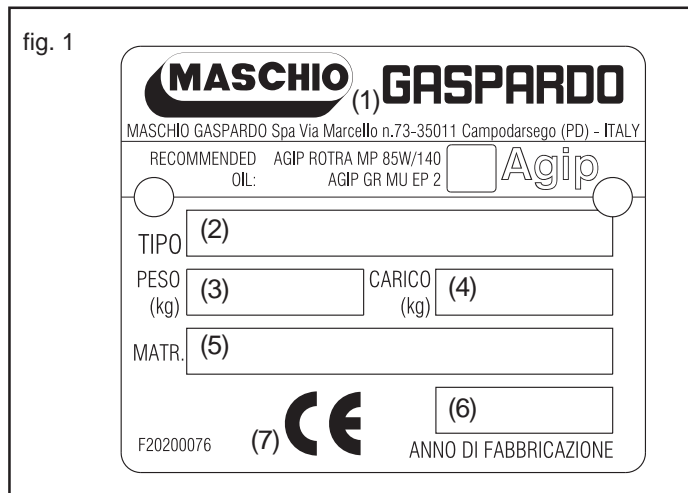 fig. 1
MASCHIO (1) GASPARDO
MASCHIO GASPARDO Spa Via Marcello n.73-35011 Campodarsego (PD) - ITALY
RECOMMENDED AGIP ROTRA MP 85W/140 Agip
OIL: AGIP GR MU EP 2
TIPO (2)
PESO (kg) (3) CARICO (kg) (4)
MATR. (5)
(6)
F20200076 (7) CE ANNO DI FABBRICAZIONE